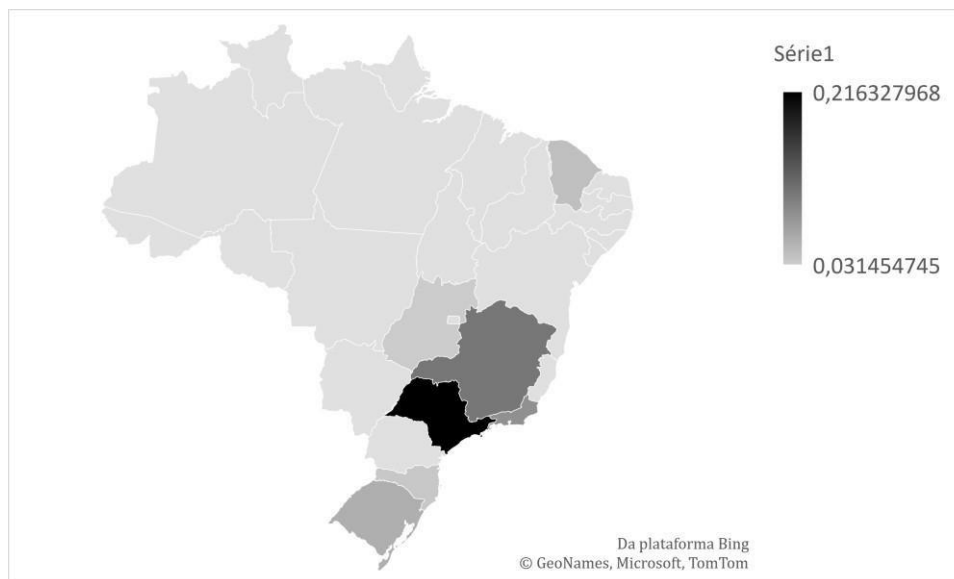 Série1
0,216327968
0,031454745
Da plataforma Bing
© GeoNames, Microsoft, TomTom